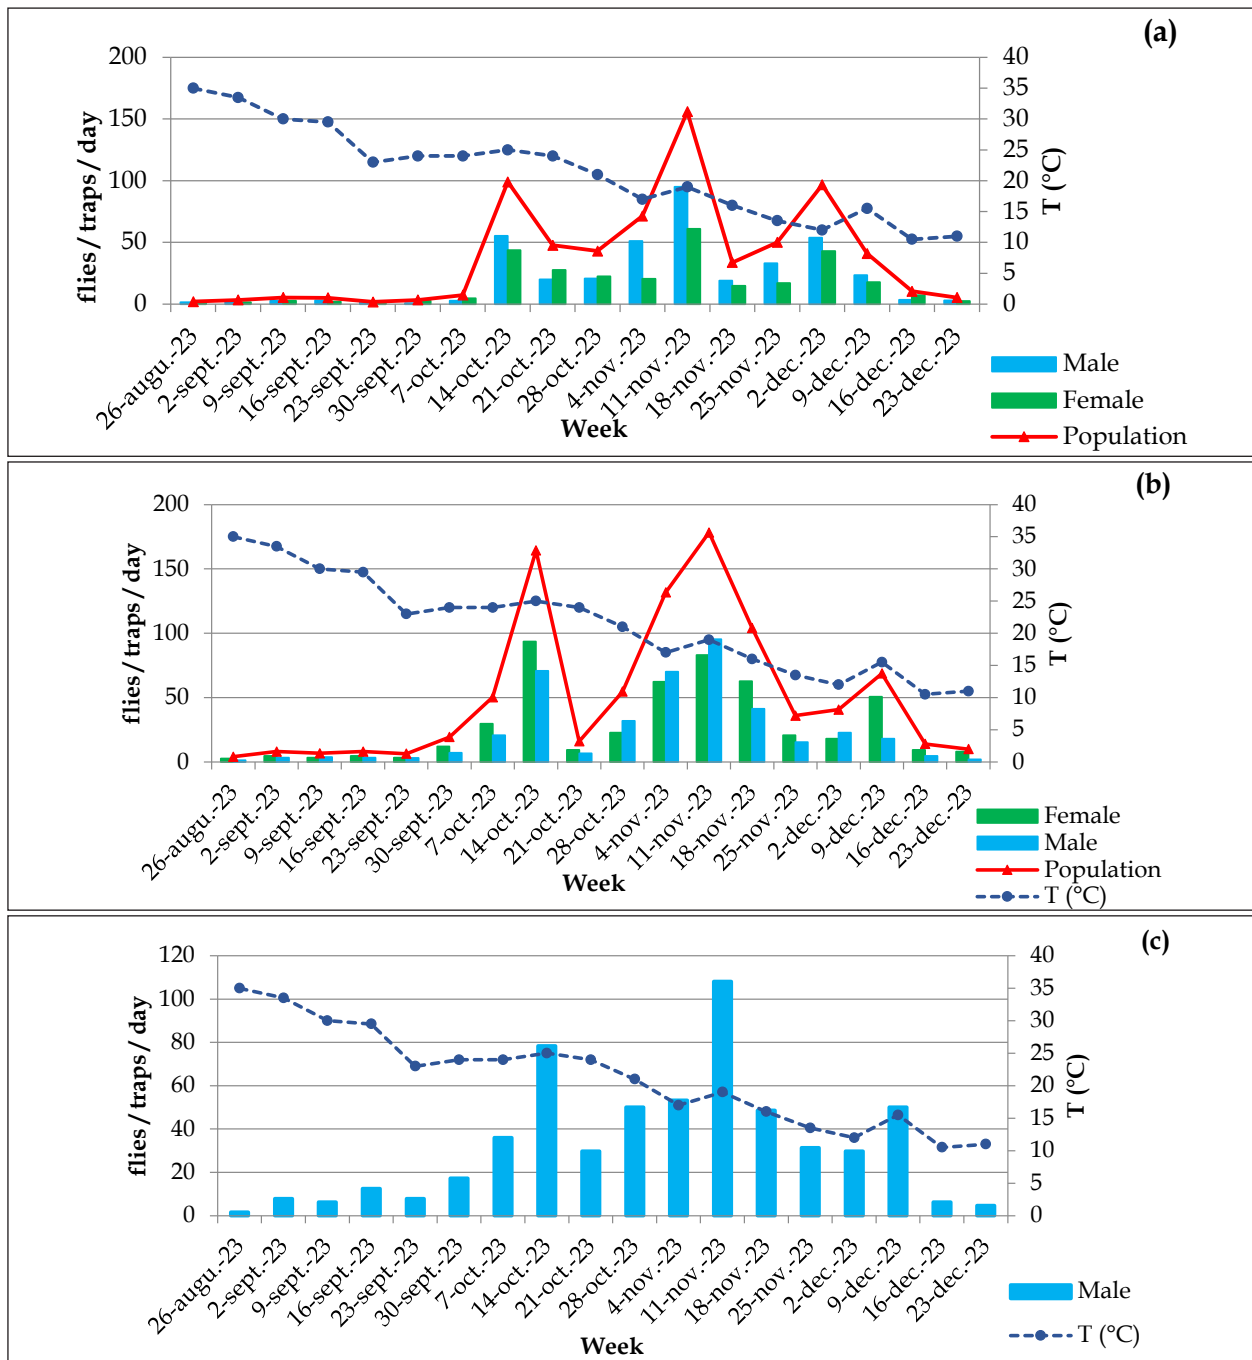 (a)
200
150
100
50
0
flies / traps / day
40
35
30
25
20
15
10
5
0
T (°C)
26-augu.-23
2-sept.-23
9-sept.-23
16-sept.-23
23-sept.-23
30-sept.-23
7-oct.-23
14-oct.-23
21-oct.-23
28-oct.-23
4-nov.-23
11-nov.-23
18-nov.-23
25-nov.-23
2-dec.-23
9-dec.-23
16-dec.-23
23-dec.-23
Week
Male
Female
Population
(b)
200
150
100
50
0
flies / traps / day
40
35
30
25
20
15
10
5
0
T (°C)
26-augu.-23
2-sept.-23
9-sept.-23
16-sept.-23
23-sept.-23
30-sept.-23
7-oct.-23
14-oct.-23
21-oct.-23
28-oct.-23
4-nov.-23
11-nov.-23
18-nov.-23
25-nov.-23
2-dec.-23
9-dec.-23
16-dec.-23
23-dec.-23
Week
Female
Male
Population
T (°C)
(c)
120
100
80
60
40
20
0
flies / traps / day
40
35
30
25
20
15
10
5
0
T (°C)
26-augu.-23
2-sept.-23
9-sept.-23
16-sept.-23
23-sept.-23
30-sept.-23
7-oct.-23
14-oct.-23
21-oct.-23
28-oct.-23
4-nov.-23
11-nov.-23
18-nov.-23
25-nov.-23
2-dec.-23
9-dec.-23
16-dec.-23
23-dec.-23
Week
Male
T (°C)